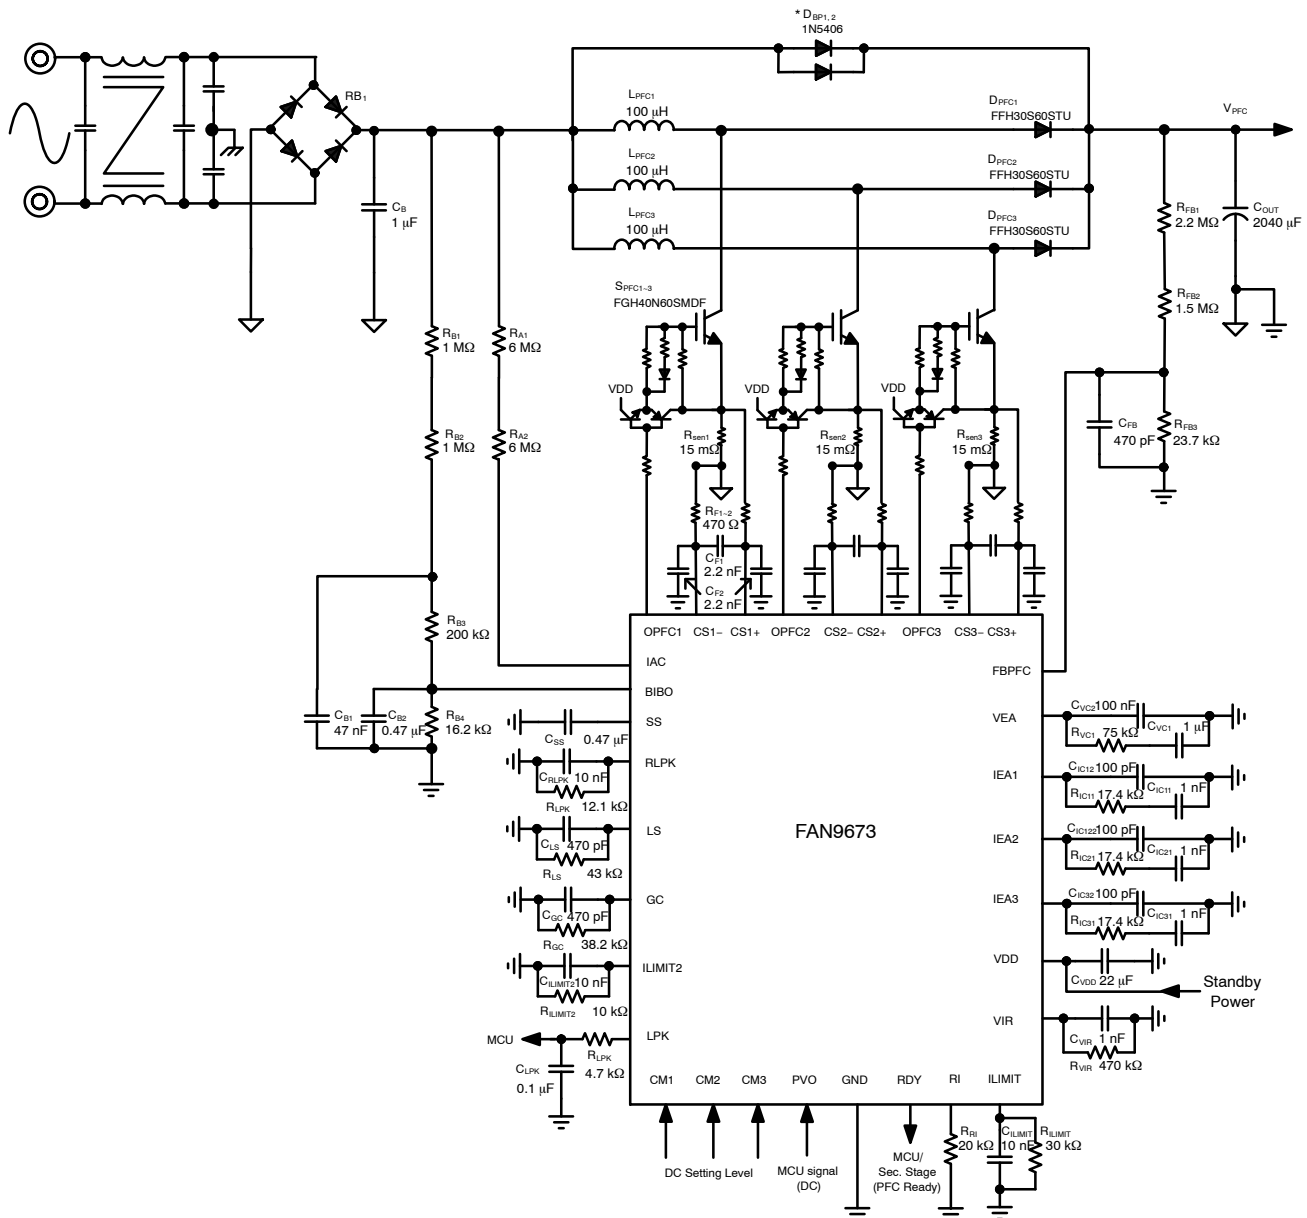 * DBP1, 2
1N5406
RB1
LPFC1
100 μH
DPFC1
FFH30S60STU
VPFC
LPFC2
100 μH
DPFC2
FFH30S60STU
LPFC3
100 μH
DPFC3
FFH30S60STU
CB
1 μF
RFB1
2.2 MΩ
COUT
2040 μF
SPFC1~3
FGH40N60SMDF
RFB2
1.5 MΩ
RB1
1 MΩ
RA1
6 MΩ
VDD
VDD
VDD
RB2
1 MΩ
RA2
6 MΩ
Rsen1
15 mΩ
Rsen2
15 mΩ
Rsen3
15 mΩ
CFB
470 pF
RFB3
23.7 kΩ
RF1~2
470 Ω
CF1
2.2 nF
CF2
2.2 nF
RB3
200 kΩ
OPFC1 CS1− CS1+ OPFC2 CS2− CS2+ OPFC3 CS3− CS3+
IAC
FBPFC
BIBO
CB1
47 nF
CB2
0.47 μF
RB4
16.2 kΩ
SS
CSS 0.47 μF
VEA
CVC2 100 nF
CVC1 1 μF
RVC1 75 kΩ
RLPK
CRLPK 10 nF
RLPK 12.1 kΩ
IEA1
CIC12 100 pF
CIC11 1 nF
RIC11 17.4 kΩ
LS
CLS 470 pF
RLS 43 kΩ
FAN9673
IEA2
CIC122 100 pF
CIC21 1 nF
RIC21 17.4 kΩ
GC
CGC 470 pF
RGC 38.2 kΩ
IEA3
CIC32 100 pF
CIC31 1 nF
RIC31 17.4 kΩ
ILIMIT2
CILIMIT2 10 nF
RILIMIT2 10 kΩ
VDD
CVDD 22 μF
Standby
Power
VIR
CVIR 1 nF
RVIR 470 kΩ
MCU
LPK
RLPK
4.7 kΩ
CLPK
0.1 μF
CM1 CM2 CM3 PVO GND RDY RI ILIMIT
DC Setting Level
MCU signal
(DC)
MCU/
Sec. Stage
(PFC Ready)
RRI
20 kΩ
CILIMIT
10 nF
RILIMIT
30 kΩ